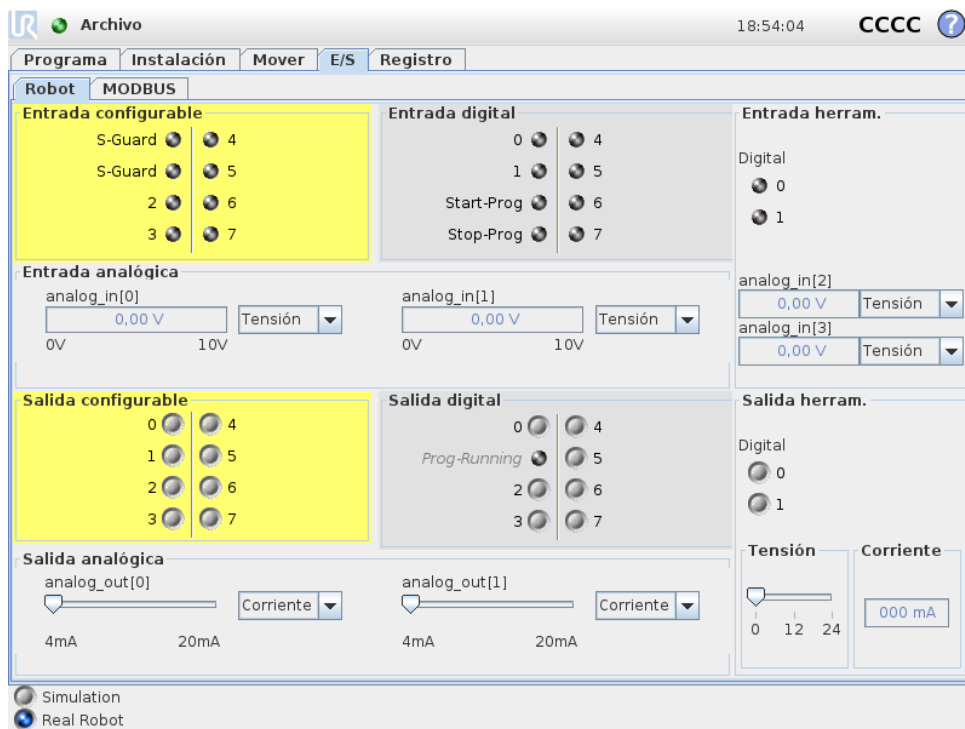 UR Archivo 18:54:04 CCCC ?
Programa Instalación Mover E/S Registro
Robot MODBUS
Entrada configurable
S-Guard 4
S-Guard 5
2 6
3 7
Entrada digital
0 4
1 5
Start-Prog 6
Stop-Prog 7
Entrada herram.
Digital
0
1
analog_in[2]
0,00 V Tensión
analog_in[3]
0,00 V Tensión
Entrada analógica
analog_in[0]
0,00 V Tensión
0V 10V
analog_in[1]
0,00 V Tensión
0V 10V
Salida configurable
0 4
1 5
2 6
3 7
Salida digital
0 4
Prog-Running 5
2 6
3 7
Salida herram.
Digital
0
1
Tensión
0 12 24
Corriente
000 mA
Salida analógica
analog_out[0]
Corriente
4mA 20mA
analog_out[1]
Corriente
4mA 20mA
Simulation
Real Robot